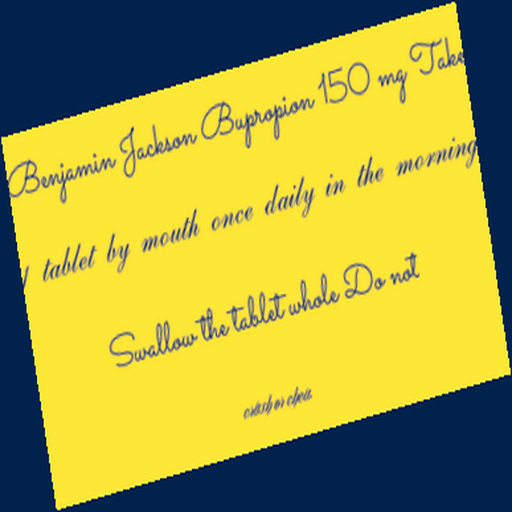 Benjamin Jackson Bupropion 150 mg Take
1 tablet by mouth once daily in the morning
Swallow the tablet whole Do not
crush or chew